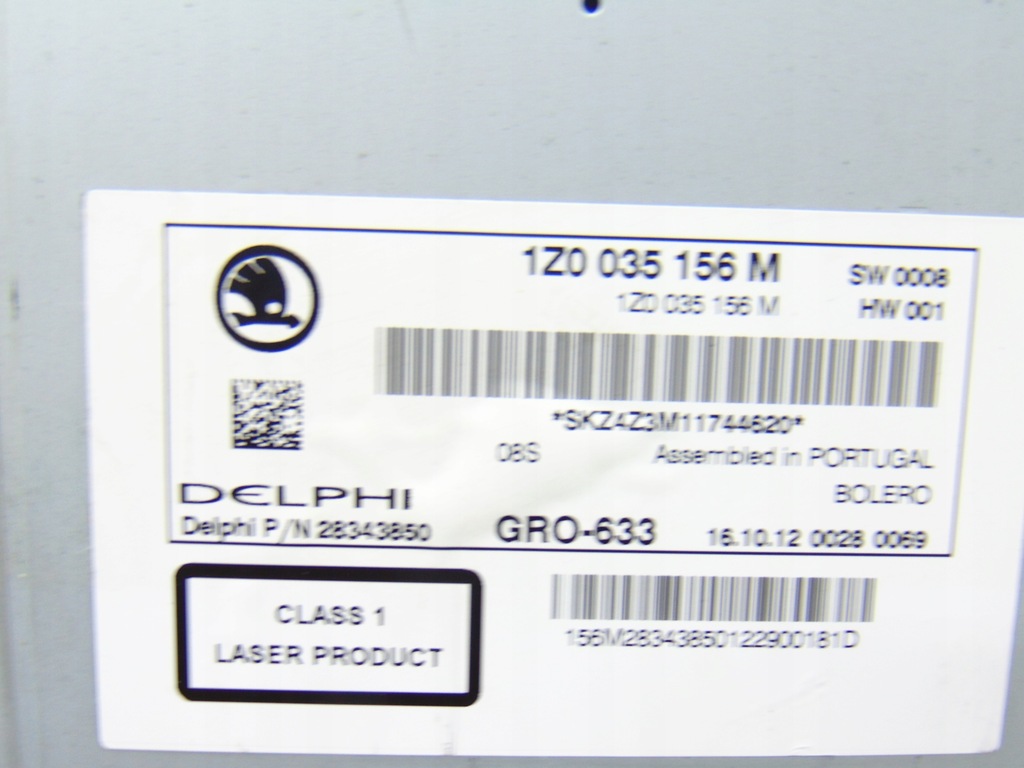 1Z0 035 156 M SW 0008
1Z0 035 156 M HW 001
*SKZ4Z3M11744620*
08S Assembled in PORTUGAL
BOLERO
DELPHI
Delphi P/N 28343850 GRO-633 16.10.12 0028 0069
CLASS 1
LASER PRODUCT
156M28343850122900181D